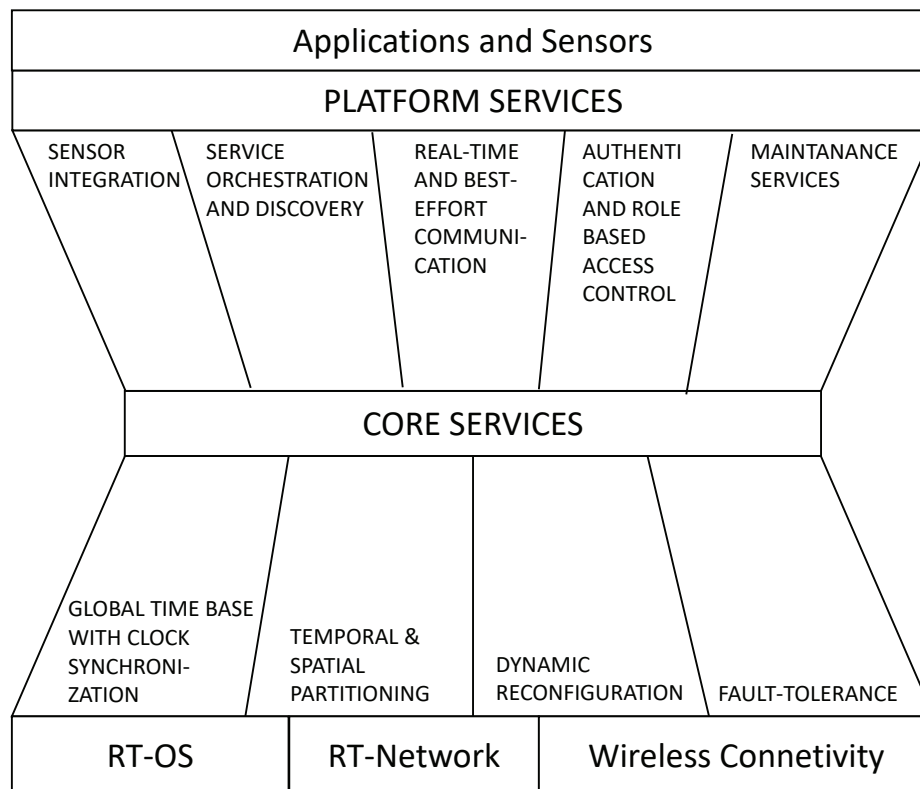 Applications and Sensors
PLATFORM SERVICES
SENSOR
INTEGRATION
SERVICE
ORCHESTRATION
AND DISCOVERY
REAL-TIME
AND BEST-
EFFORT
COMMUNI-
CATION
AUTHENTI
CATION
AND ROLE
BASED
ACCESS
CONTROL
MAINTANANCE
SERVICES
CORE SERVICES
GLOBAL TIME BASE
WITH CLOCK
SYNCHRONI-
ZATION
TEMPORAL &
SPATIAL
PARTITIONING
DYNAMIC
RECONFIGURATION
FAULT-TOLERANCE
RT-OS
RT-Network
Wireless Connetivity